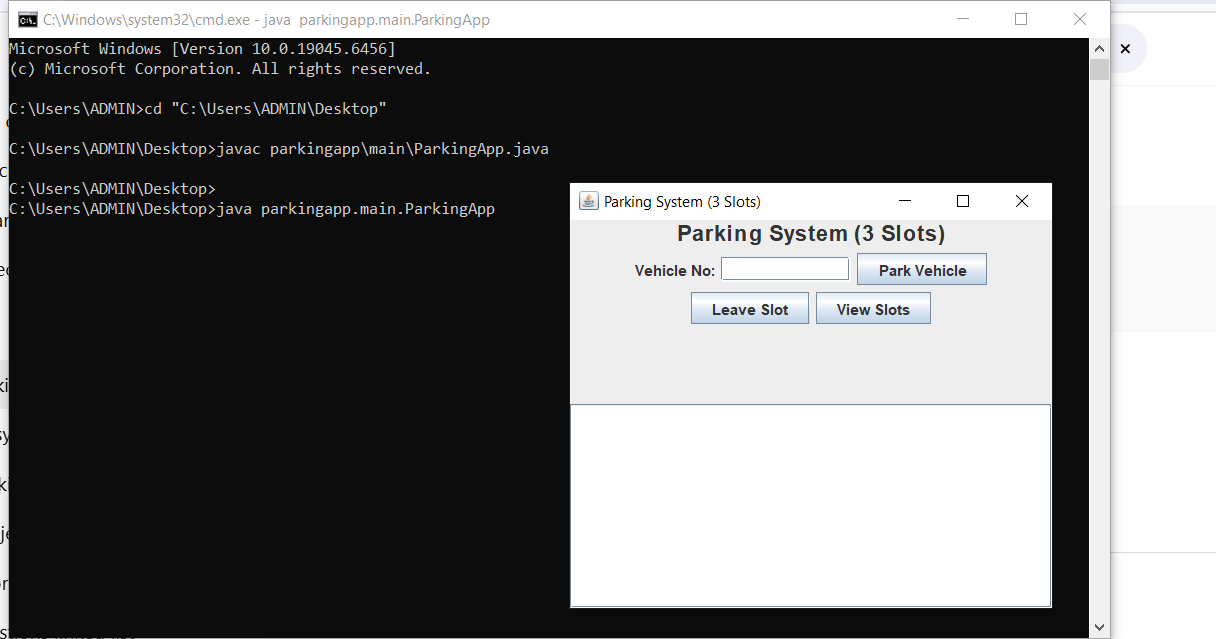 C:\Windows\system32\cmd.exe - java  parkingapp.main.ParkingApp
Microsoft Windows [Version 10.0.19045.6456]
(c) Microsoft Corporation. All rights reserved.
C:\Users\ADMIN>cd "C:\Users\ADMIN\Desktop"
C:\Users\ADMIN\Desktop>javac parkingapp\main\ParkingApp.java
C:\Users\ADMIN\Desktop>
C:\Users\ADMIN\Desktop>java parkingapp.main.ParkingApp
Parking System (3 Slots)
Parking System (3 Slots)
Vehicle No:
Park Vehicle
Leave Slot
View Slots